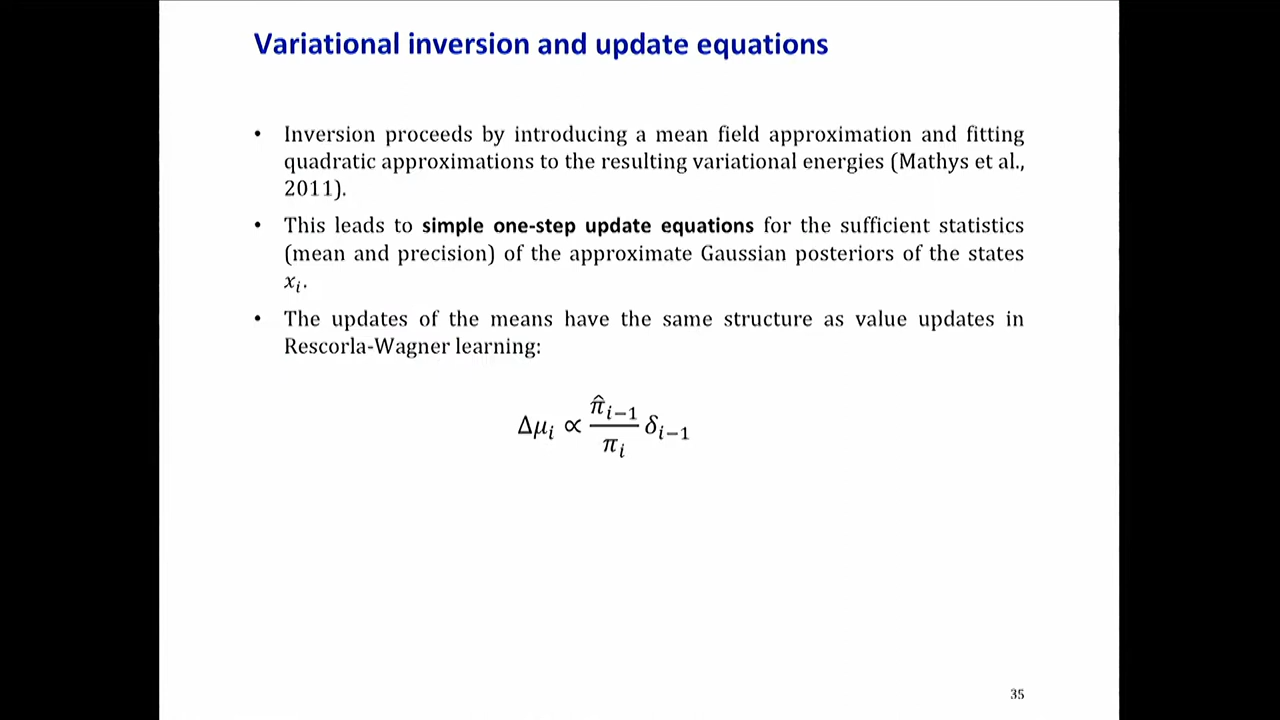 Variational inversion and update equations
• Inversion proceeds by introducing a mean field approximation and fitting
quadratic approximations to the resulting variational energies (Mathys et al.,
2011).
• This leads to simple one-step update equations for the sufficient statistics
(mean and precision) of the approximate Gaussian posteriors of the states
xᵢ.
• The updates of the means have the same structure as value updates in
Rescorla-Wagner learning:
Δμᵢ ∝ π̂ᵢ₋₁ / πᵢ δᵢ₋₁
35